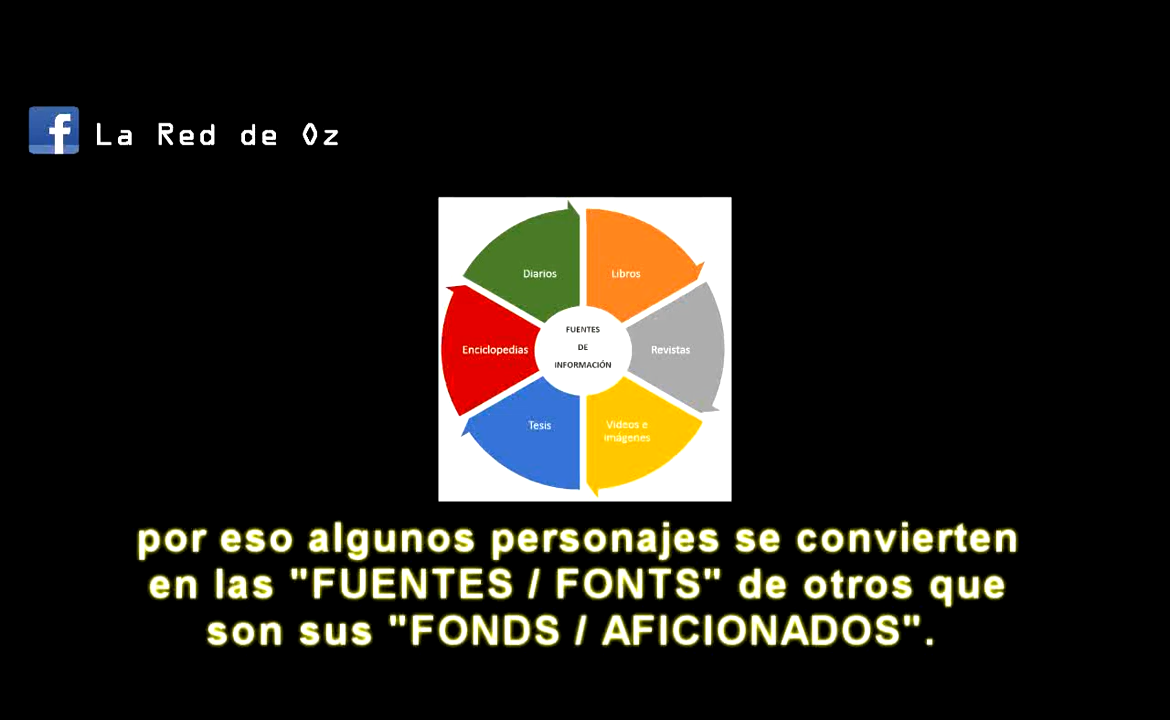 La Red de Oz
Diarios
Libros
Enciclopedias
FUENTES
DE
INFORMACIÓN
Revistas
Tesis
Videos e
imágenes
por eso algunos personajes se convierten
en las "FUENTES / FONTS" de otros que
son sus "FONDS / AFICIONADOS".